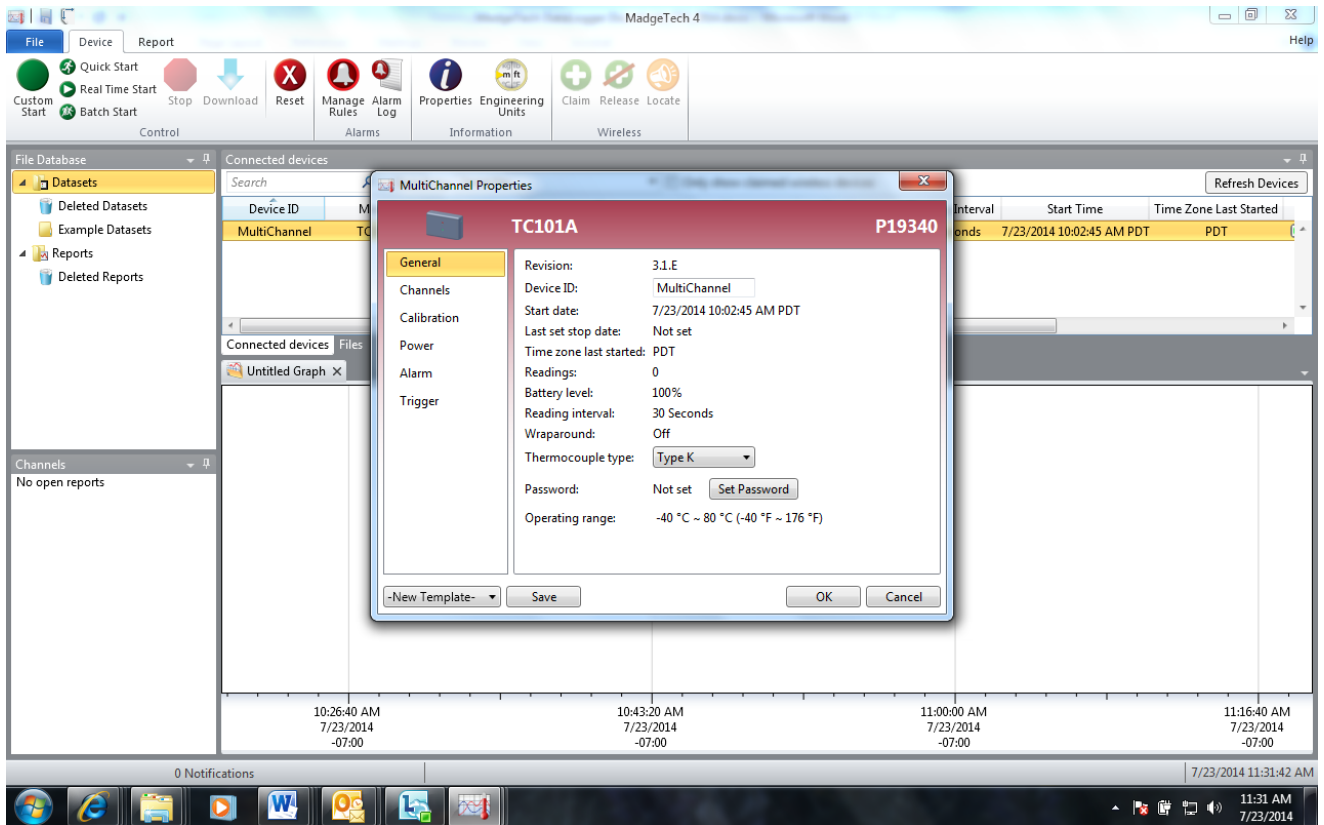 MadgeTech 4
File Device Report Help
Custom Start
Quick Start
Real Time Start
Batch Start
Stop Download Reset
Manage Rules Alarm Log
Properties Engineering Units
Claim Release Locate
Control Alarms Information Wireless
File Database
Datasets
Deleted Datasets
Example Datasets
Reports
Deleted Reports
Connected devices
Search Refresh Devices
Device ID M Interval Start Time Time Zone Last Started
MultiChannel TC onds 7/23/2014 10:02:45 AM PDT PDT
Connected devices Files
Untitled Graph
MultiChannel Properties
TC101A P19340
General
Channels
Calibration
Power
Alarm
Trigger
Revision: 3.1.E
Device ID: MultiChannel
Start date: 7/23/2014 10:02:45 AM PDT
Last set stop date: Not set
Time zone last started: PDT
Readings: 0
Battery level: 100%
Reading interval: 30 Seconds
Wraparound: Off
Thermocouple type: Type K
Password: Not set Set Password
Operating range: -40 °C ~ 80 °C (-40 °F ~ 176 °F)
-New Template- Save OK Cancel
Channels
No open reports
10:26:40 AM 10:43:20 AM 11:00:00 AM 11:16:40 AM
7/23/2014 7/23/2014 7/23/2014 7/23/2014
-07:00 -07:00 -07:00 -07:00
0 Notifications 7/23/2014 11:31:42 AM
11:31 AM
7/23/2014